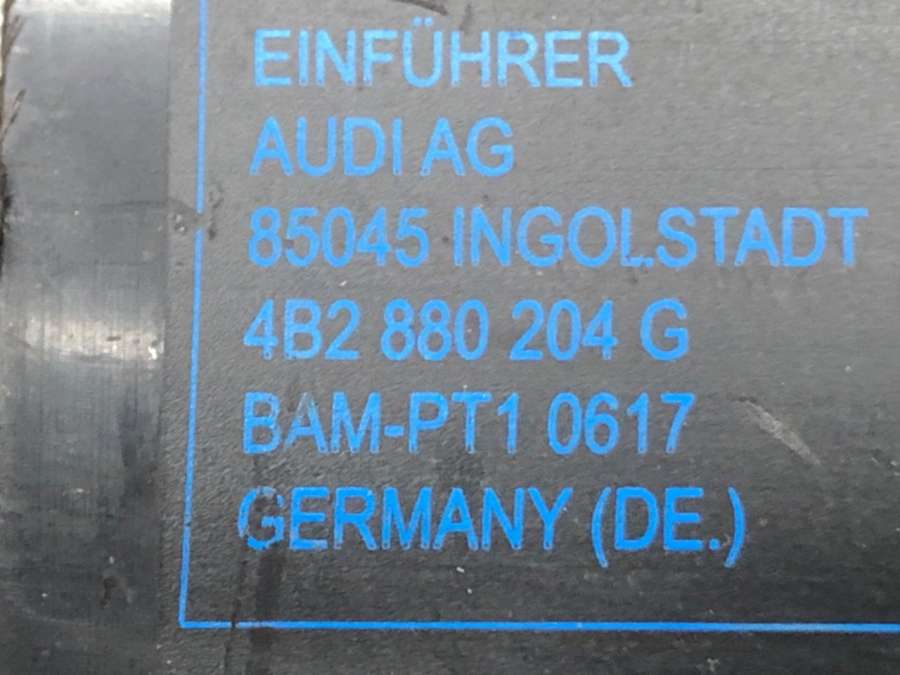 EINFÜHRER
AUDI AG
85045 INGOLSTADT
4B2 880 204 G
BAM-PT1 0617
GERMANY (DE.)